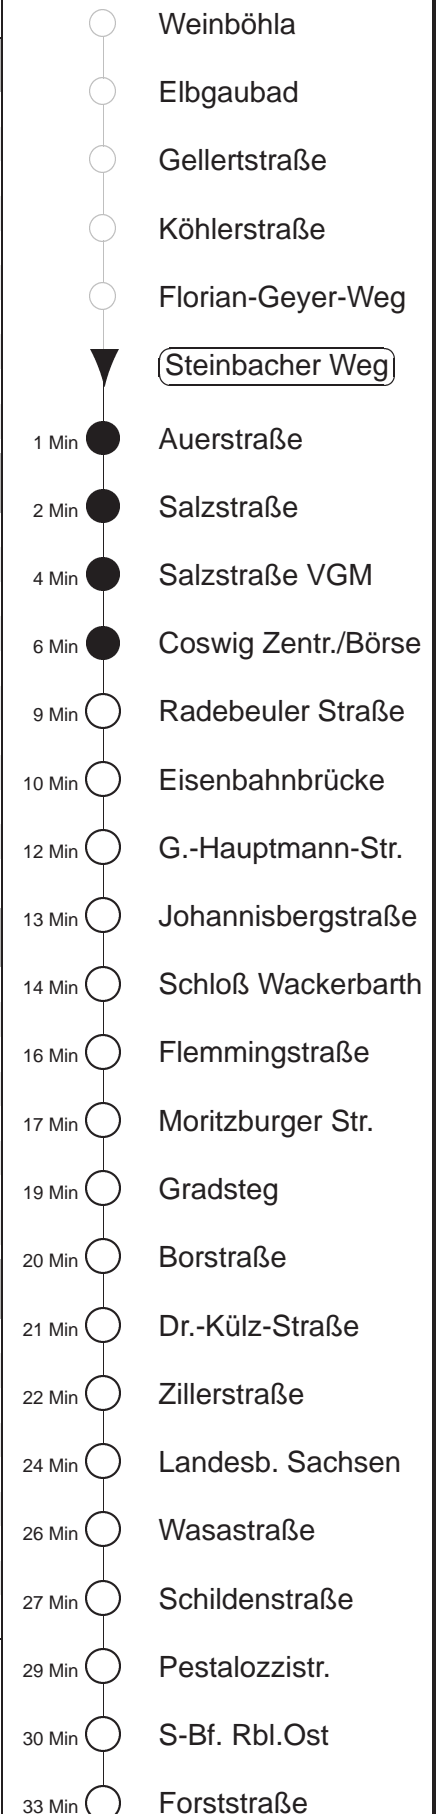 Weinböhla
Elbgaubad
Gellertstraße
Köhlerstraße
Florian-Geyer-Weg
Steinbacher Weg
1 Min Auerstraße
2 Min Salzstraße
4 Min Salzstraße VGM
6 Min Coswig Zentr./Börse
9 Min Radebeuler Straße
10 Min Eisenbahnbrücke
12 Min G.-Hauptmann-Str.
13 Min Johannisbergstraße
14 Min Schloß Wackerbarth
16 Min Flemmingstraße
17 Min Moritzburger Str.
19 Min Gradsteg
20 Min Borstraße
21 Min Dr.-Külz-Straße
22 Min Zillerstraße
24 Min Landesb. Sachsen
26 Min Wasastraße
27 Min Schildenstraße
29 Min Pestalozzistr.
30 Min S-Bf. Rbl.Ost
33 Min Forststraße